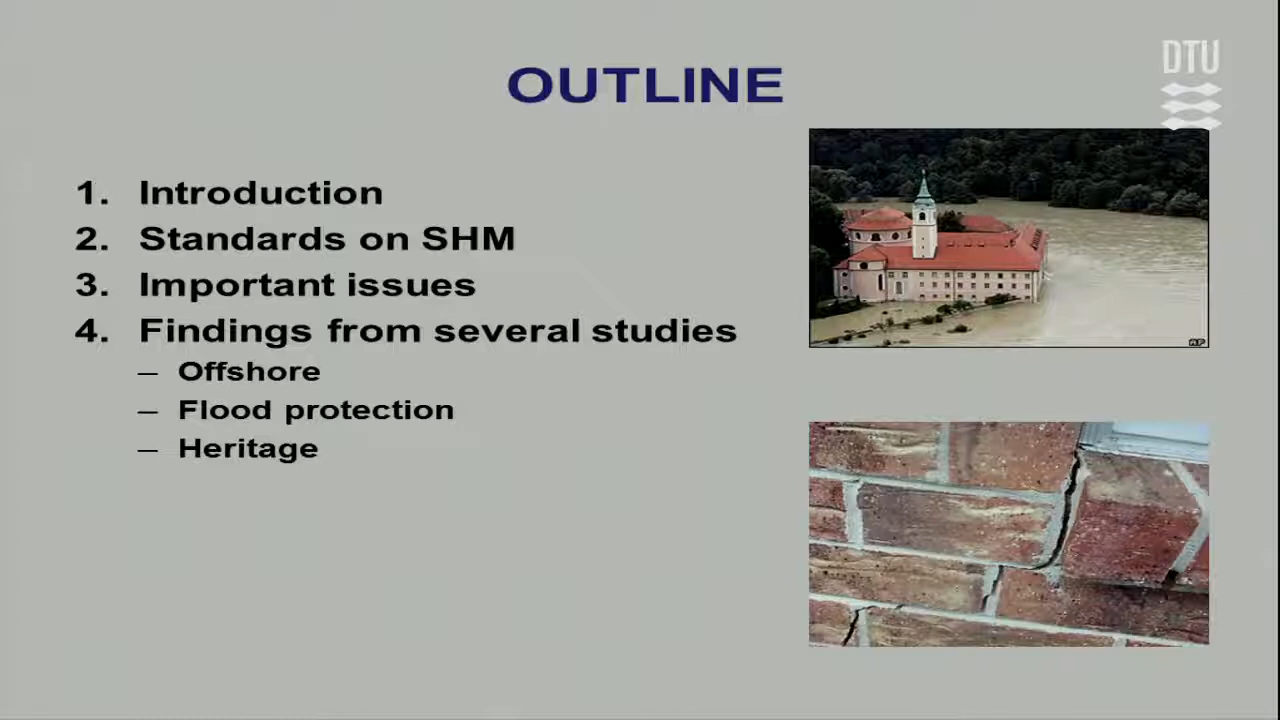 DTU
OUTLINE
1. Introduction
2. Standards on SHM
3. Important issues
4. Findings from several studies
– Offshore
– Flood protection
– Heritage
AP